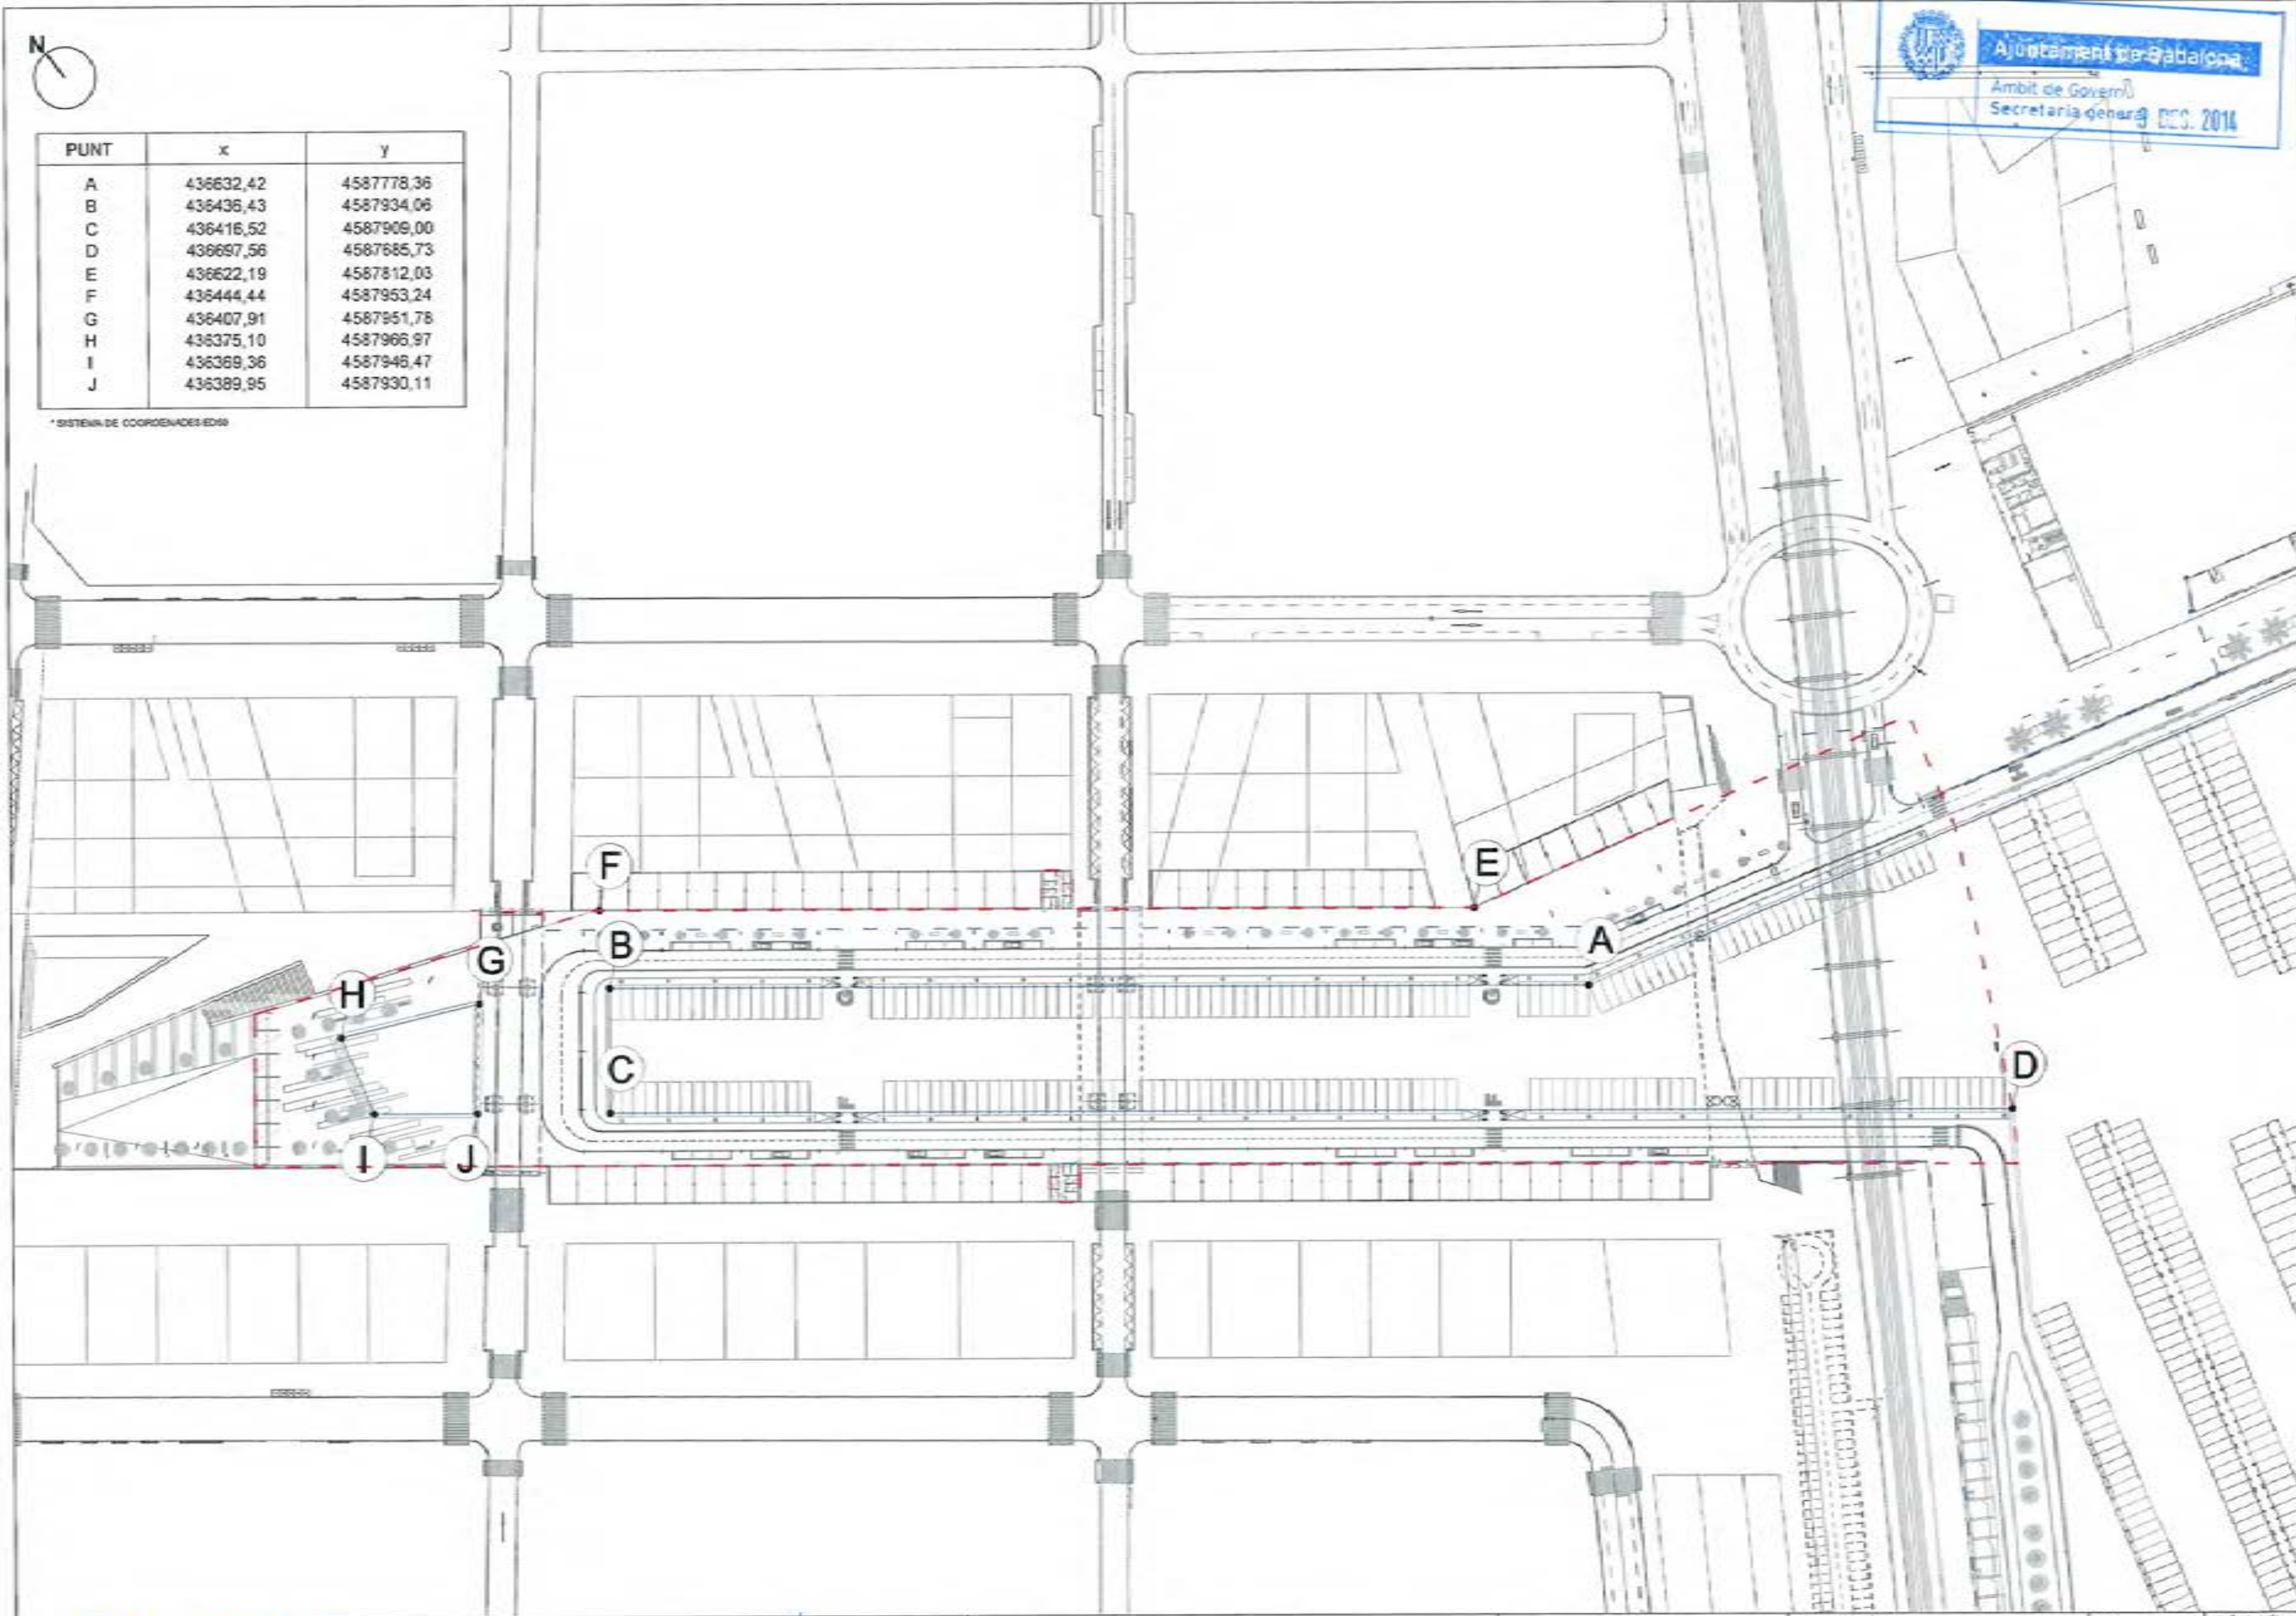 N
Ajuntament de Badalona
Àmbit de Govern
Secretaria general
DES. 2014
PUNT x y
A 436632,42 4587778,36
B 436436,43 4587934,06
C 436416,52 4587909,00
D 436697,56 4587685,73
E 436622,19 4587812,03
F 436444,44 4587953,24
G 436407,91 4587951,78
H 436375,10 4587966,97
I 436369,36 4587946,47
J 436389,95 4587930,11
* SISTEMA DE COORDENADES ED50
F
E
B
A
G
H
G
G
C
D
F
F
I
J